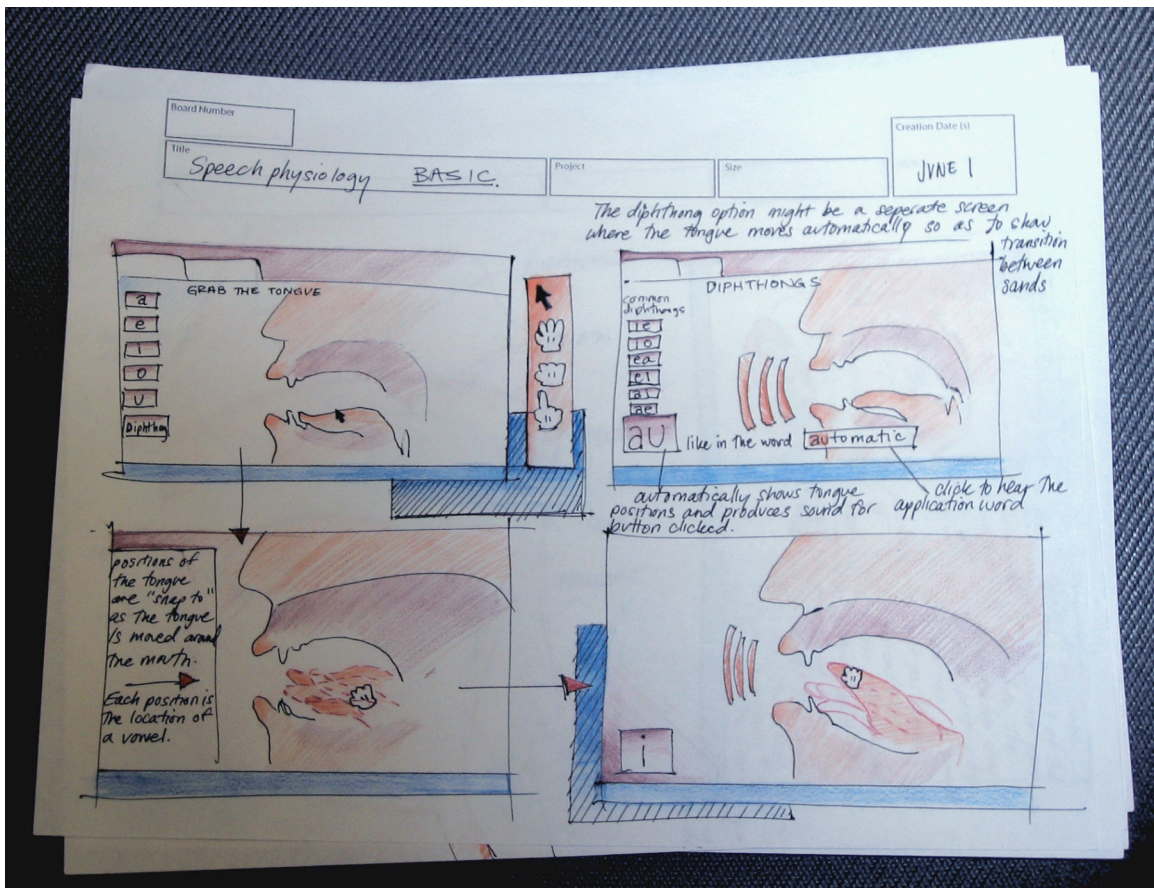 Board Number
Title
Speech physiology BASIC.
Project
Size
Creation Date (s)
JUNE 1
The diphthong option might be a seperate screen
where the tongue moves automatically so as to show
transition
between
sands
GRAB THE TONGUE
a
e
i
o
u
Diphthog
DIPHTHONGS
common
diphthongs
ie
io
ea
ei
ai
ae
au
like in the word
automatic
automatically shows tongue
positions and produces sound for
button clicked.
click to hear the
application word
positions of
the tongue
are "snap to"
as the tongue
is moved around
the mouth.
Each position is
the location of
a vowel.
i